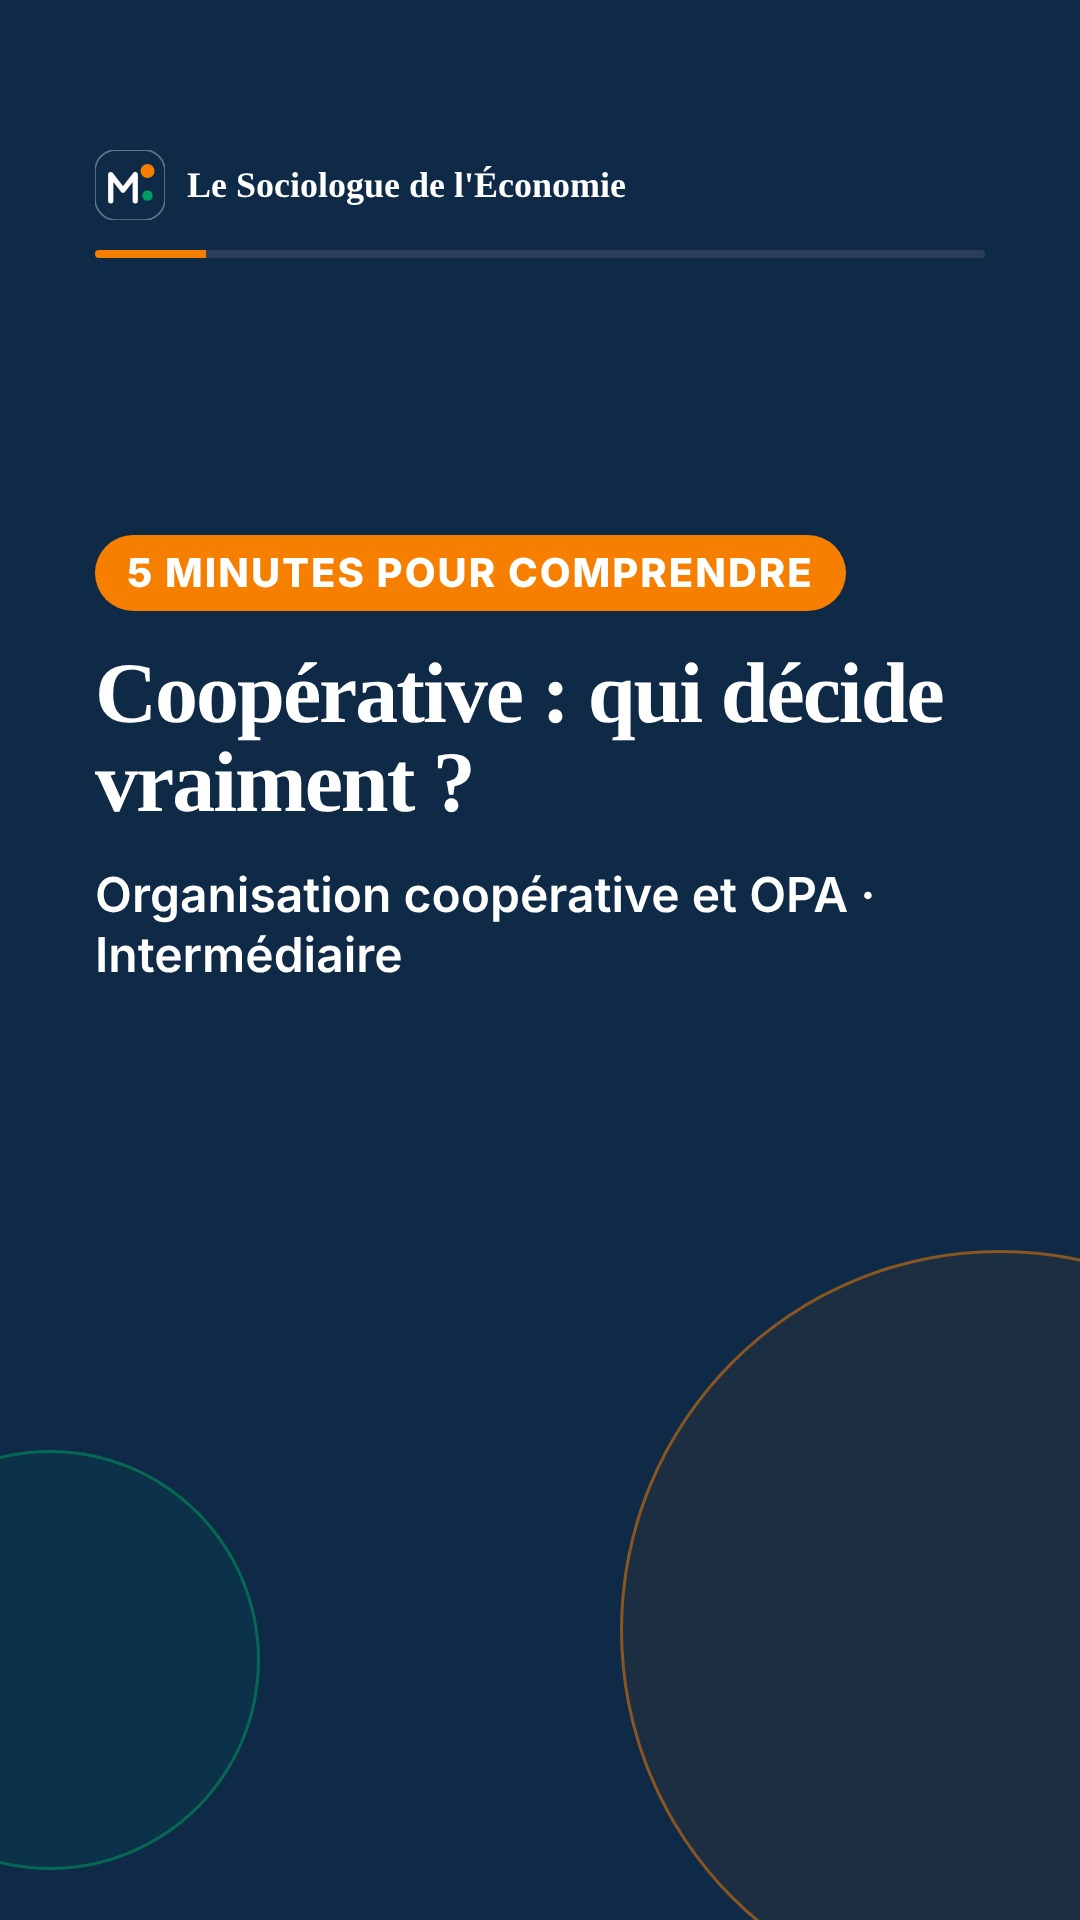 M
Le Sociologue de l'Économie
5 MINUTES POUR COMPRENDRE
Coopérative : qui décide
vraiment ?
Organisation coopérative et OPA ·
Intermédiaire